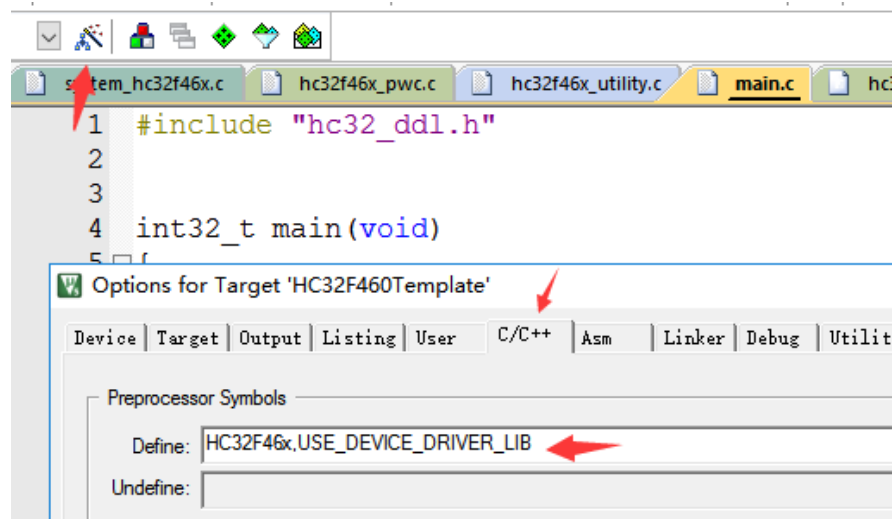 system_hc32f46x.c hc32f46x_pwc.c hc32f46x_utility.c main.c
1 #include "hc32_ddl.h"
2
3
4 int32_t main(void)
5 {
Options for Target 'HC32F460Template'
Device Target Output Listing User C/C++ Asm Linker Debug
Preprocessor Symbols
Define: HC32F46x,USE_DEVICE_DRIVER_LIB
Undefine: